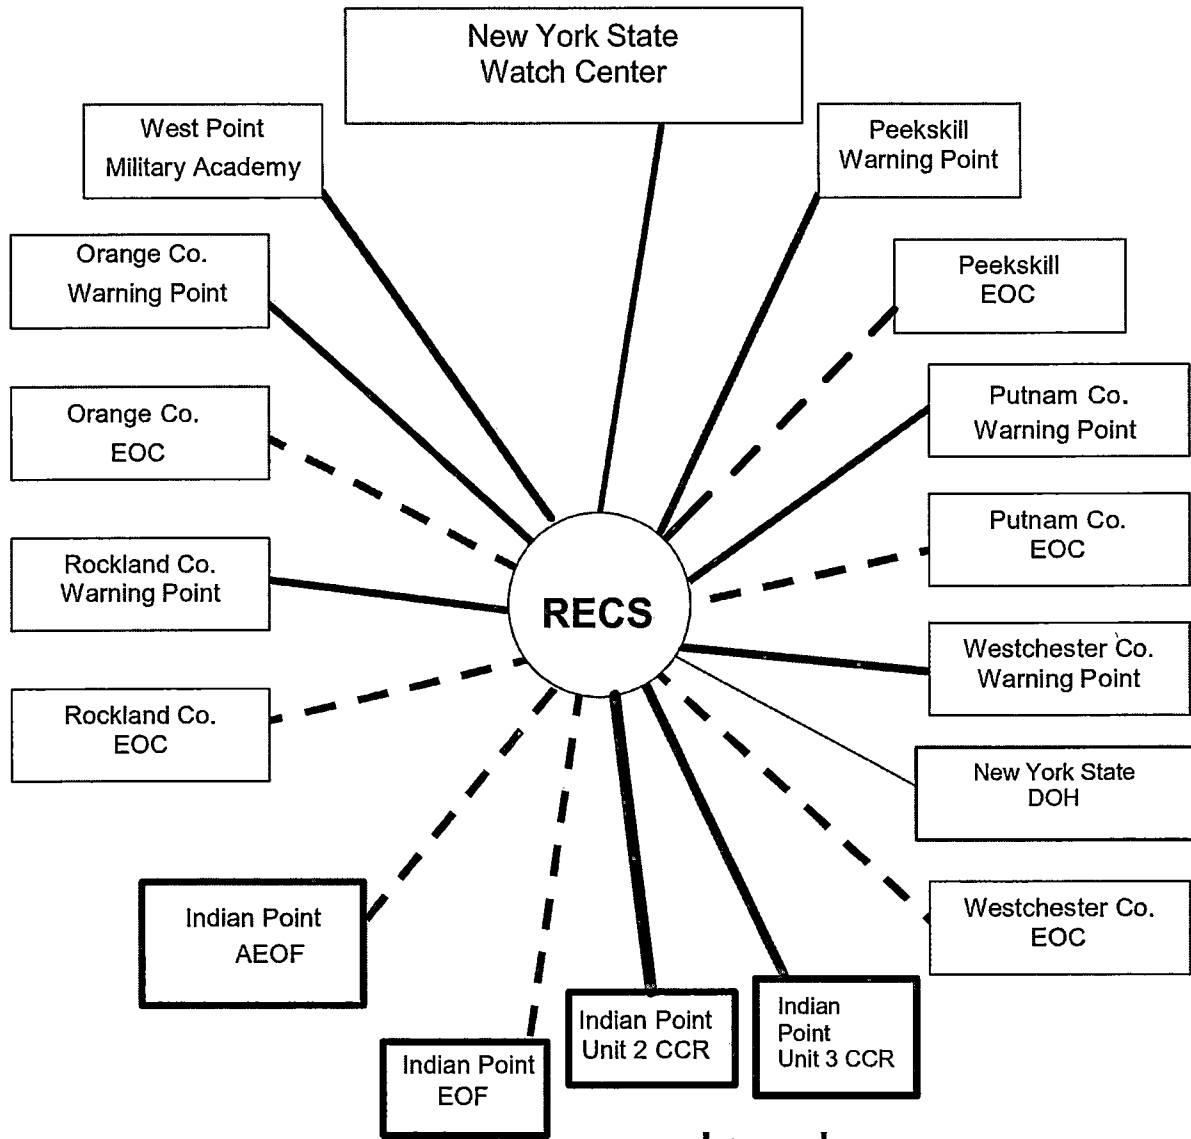 New York State
Watch Center
West Point
Military Academy
Peekskill
Warning Point
Orange Co.
Warning Point
Peekskill
EOC
Orange Co.
EOC
Putnam Co.
Warning Point
Putnam Co.
EOC
Rockland Co.
Warning Point
RECS
Westchester Co.
Warning Point
Rockland Co.
EOC
New York State
DOH
Indian Point
AEOF
Westchester Co.
EOC
Indian Point
EOF
Indian Point
Unit 2 CCR
Indian
Point
Unit 3 CCR